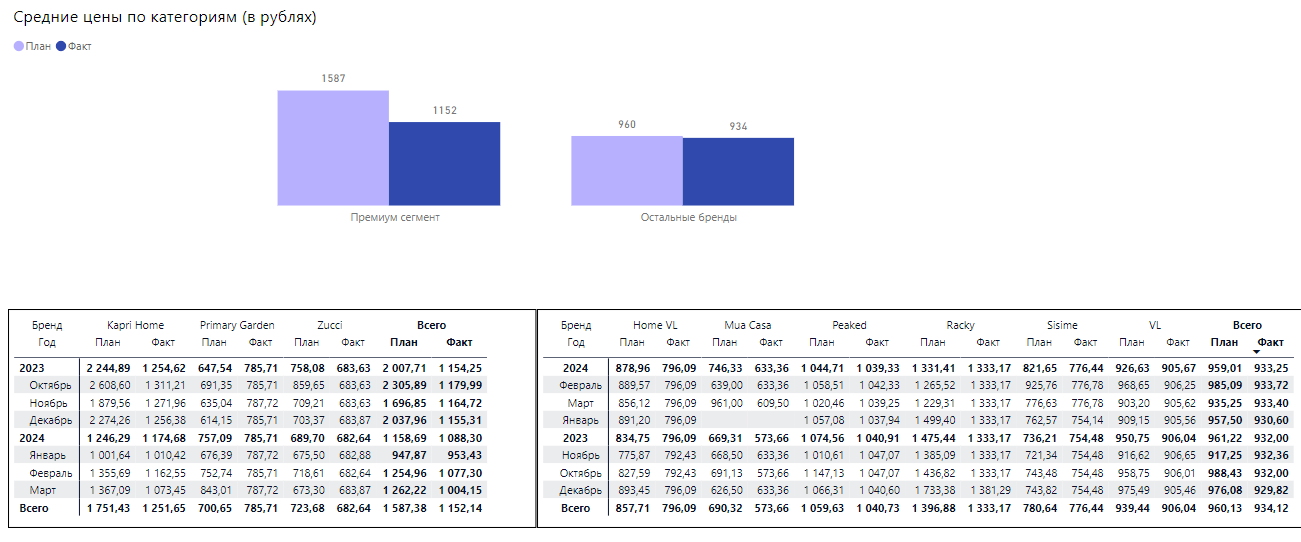 Средние цены по категориям (в рублях)
План Факт
1587
1152
960
934
Премиум сегмент
Остальные бренды
Бренд Kapri Home Primary Garden Zucci Всего
Год План Факт План Факт План Факт План Факт
2023 2 244,89 1 254,62 647,54 785,71 758,08 683,63 2 007,71 1 154,25
Октябрь 2 608,60 1 311,21 691,35 785,71 859,65 683,63 2 305,89 1 179,99
Ноябрь 1 879,56 1 271,96 635,04 787,72 709,21 683,63 1 696,85 1 164,72
Декабрь 2 274,26 1 256,38 614,15 787,71 703,37 683,87 2 037,96 1 155,31
2024 1 246,29 1 174,68 757,09 785,71 689,70 682,64 1 158,69 1 088,30
Январь 1 001,64 1 010,42 676,39 787,72 675,50 682,88 947,87 953,43
Февраль 1 355,69 1 162,55 752,74 785,71 718,61 682,64 1 254,96 1 077,30
Март 1 367,09 1 073,45 843,01 787,72 673,30 683,87 1 262,22 1 004,15
Всего 1 751,43 1 251,65 700,65 785,71 723,68 682,64 1 587,38 1 152,14
Бренд Home VL Mua Casa Peaked Racky Sisime VL Всего
Год План Факт План Факт План Факт План Факт План Факт План Факт План Факт
2024 878,96 796,09 746,33 633,36 1 044,71 1 039,33 1 331,41 1 333,17 821,65 776,44 926,63 905,67 959,01 933,25
Февраль 889,57 796,09 639,00 633,36 1 058,51 1 042,33 1 265,52 1 333,17 925,76 776,78 968,65 906,25 985,09 933,72
Март 856,12 796,09 961,00 609,50 1 020,46 1 039,25 1 229,31 1 333,17 776,63 776,78 903,20 905,62 935,25 933,40
Январь 891,20 796,09 1 057,08 1 037,94 1 499,40 1 333,17 762,57 754,14 909,15 905,56 957,50 930,60
2023 834,75 796,09 669,31 573,66 1 074,56 1 040,91 1 475,44 1 333,17 736,21 754,48 950,75 906,04 961,22 932,00
Ноябрь 775,87 792,43 668,50 633,36 1 010,61 1 047,07 1 385,09 1 333,17 721,34 754,48 916,62 906,65 917,25 932,36
Октябрь 827,59 792,43 691,13 573,66 1 147,13 1 047,07 1 436,82 1 333,17 743,48 754,48 958,75 906,01 988,43 932,00
Декабрь 893,45 796,09 626,50 633,36 1 066,31 1 040,60 1 733,38 1 381,29 743,82 754,48 975,49 905,46 976,08 929,82
Всего 857,71 796,09 690,32 573,66 1 059,63 1 040,73 1 396,88 1 333,17 780,64 776,44 939,44 906,04 960,13 934,12